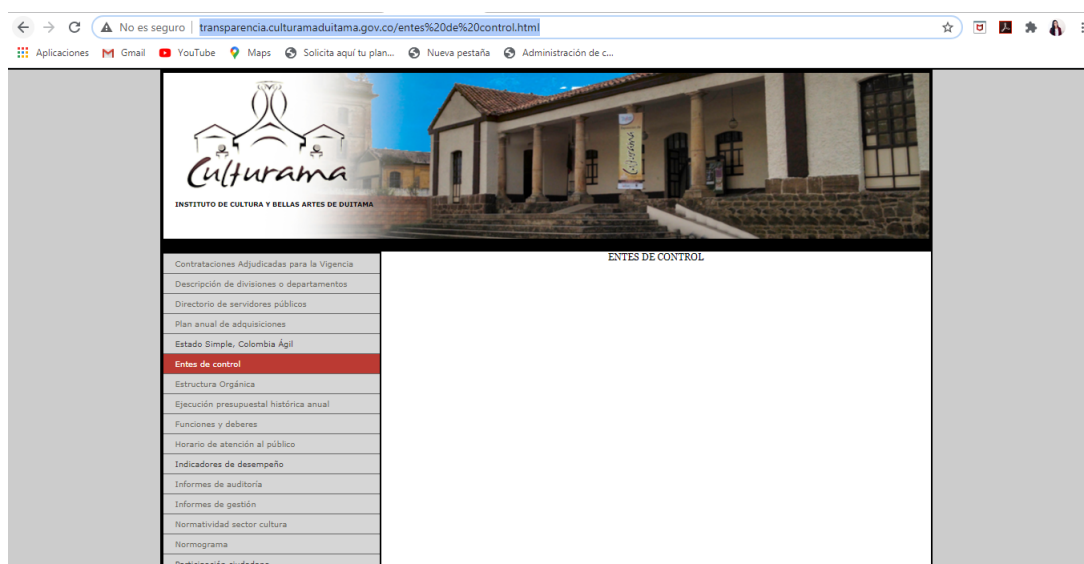 No es seguro | transparencia.culturamaduitama.gov.co/entes%20de%20control.html
Aplicaciones Gmail YouTube Maps Solicita aquí tu plan... Nueva pestaña Administración de c...
Culturama
INSTITUTO DE CULTURA Y BELLAS ARTES DE DUITAMA
ENTES DE CONTROL
Contrataciones Adjudicadas para la Vigencia
Descripción de divisiones o departamentos
Directorio de servidores públicos
Plan anual de adquisiciones
Estado Simple, Colombia Ágil
Entes de control
Estructura Orgánica
Ejecución presupuestal histórica anual
Funciones y deberes
Horario de atención al público
Indicadores de desempeño
Informes de auditoría
Informes de gestión
Normatividad sector cultura
Normograma
Participación ciudadana